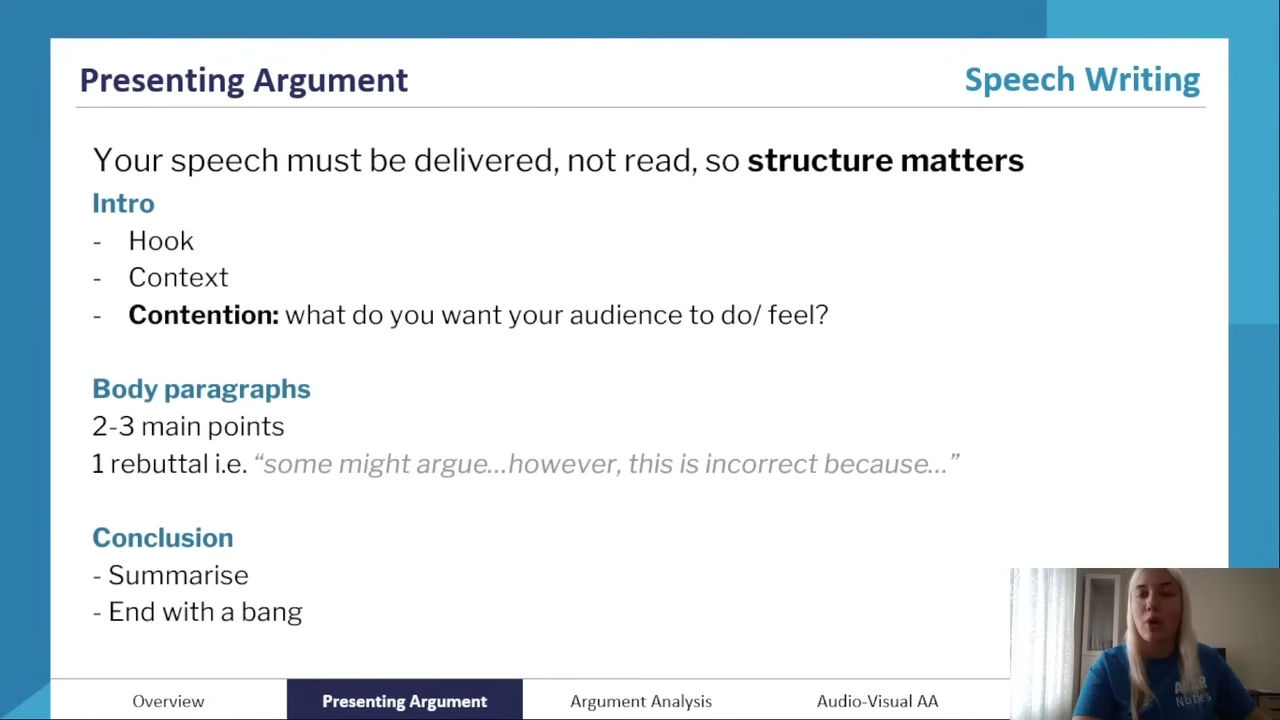 Presenting Argument
Speech Writing
Your speech must be delivered, not read, so structure matters
Intro
- Hook
- Context
- Contention: what do you want your audience to do/ feel?
Body paragraphs
2-3 main points
1 rebuttal i.e. “some might argue...however, this is incorrect because...”
Conclusion
- Summarise
- End with a bang
Overview
Presenting Argument
Argument Analysis
Audio-Visual AA
Notes